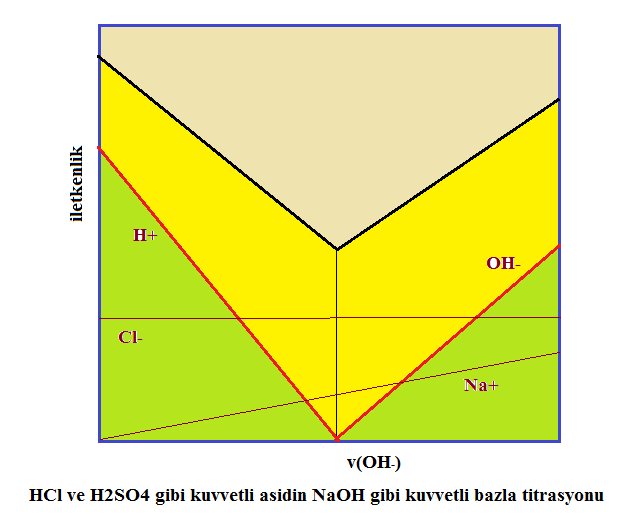 iletkenlik
H+
OH-
Cl-
Na+
v(OH-)
HCl ve H2SO4 gibi kuvvetli asidin NaOH gibi kuvvetli bazla titrasyonu